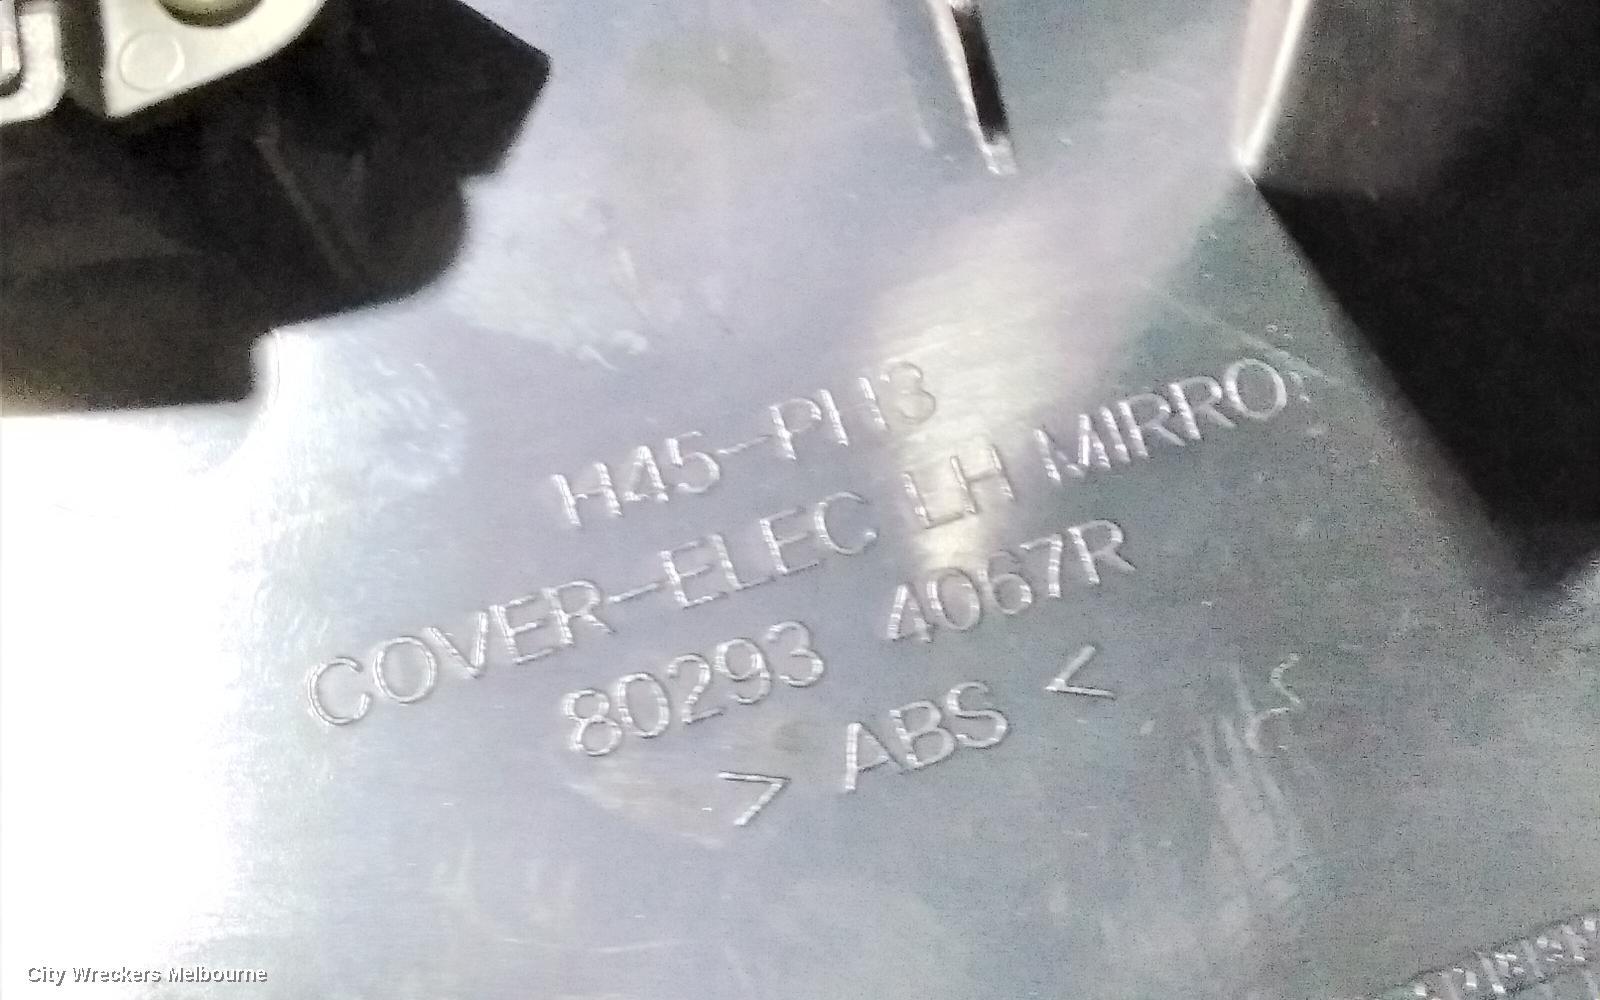 H45-PH3
COVER-ELEC LH MIRROR
80293 4067R
> ABS <
City Wreckers Melbourne